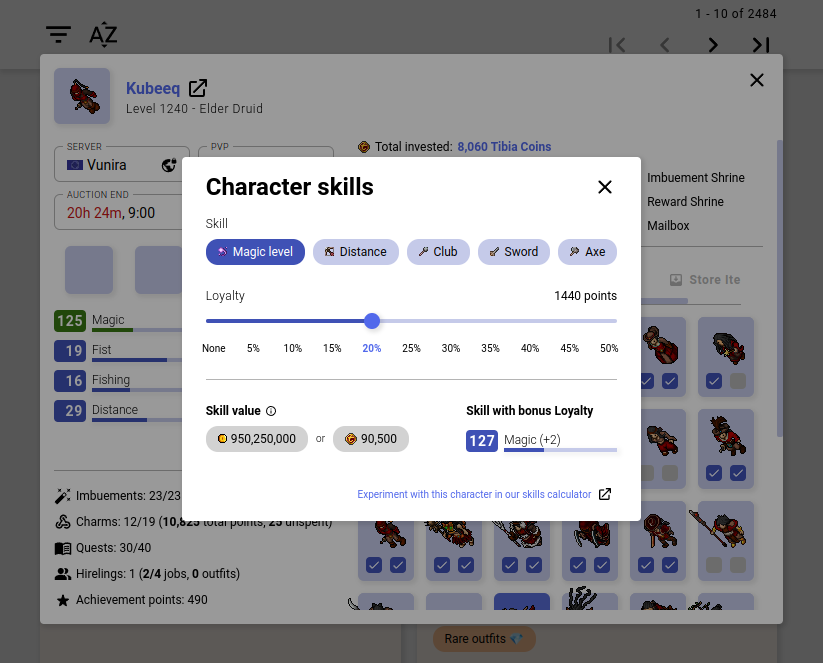 1 - 10 of 2484
AZ
Kubeeq
Level 1240 - Elder Druid
SERVER
Vunira
PVP
AUCTION END
20h 24m, 9:00
Total invested: 8,060 Tibia Coins
Imbuement Shrine
Reward Shrine
Mailbox
Store Ite
125 Magic
19 Fist
16 Fishing
29 Distance
Character skills
Skill
Magic level Distance Club Sword Axe
Loyalty 1440 points
None 5% 10% 15% 20% 25% 30% 35% 40% 45% 50%
Skill value Skill with bonus Loyalty
950,250,000 or 90,500
127 Magic (+2)
Experiment with this character in our skills calculator
Imbuements: 23/23
Charms: 12/19 (10,825 total points, 25 unspent)
Quests: 30/40
Hirelings: 1 (2/4 jobs, 0 outfits)
Achievement points: 490
Rare outfits 💎